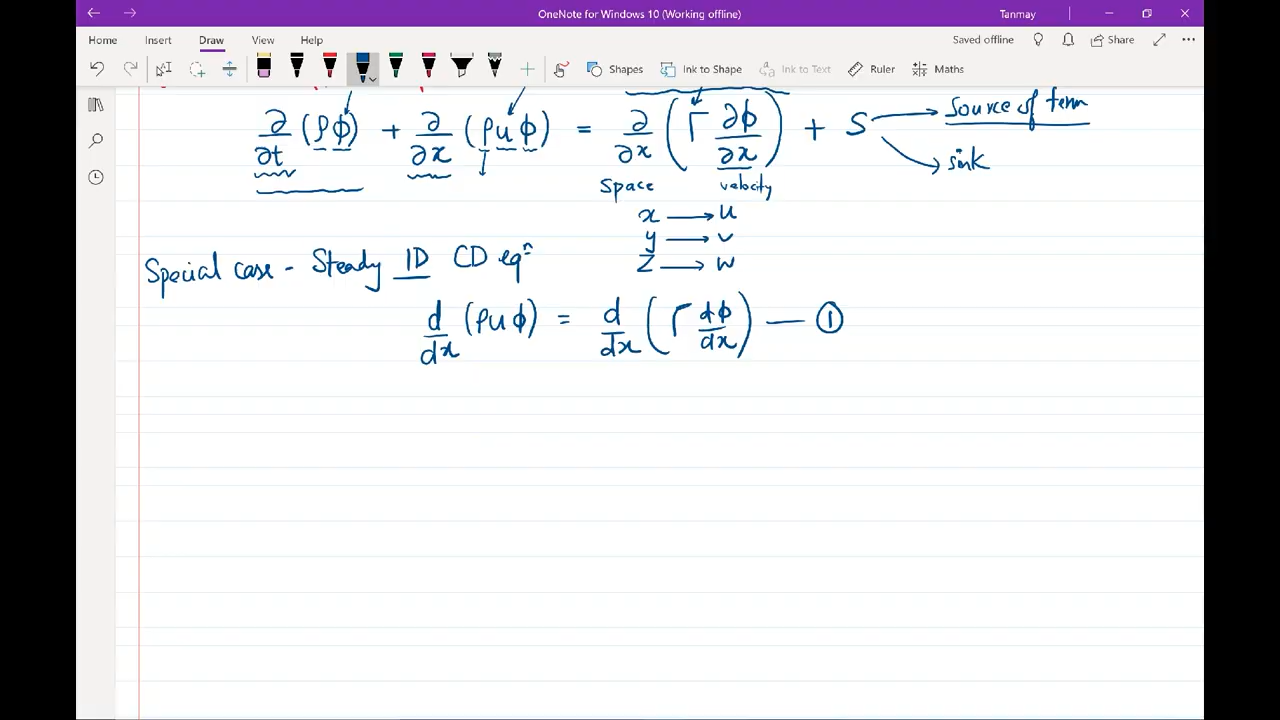 OneNote for Windows 10 (Working offline)
Tanmay
Home Insert Draw View Help
Saved offline Share
Shapes Ink to Shape Ink to Text Ruler Maths
∂/∂t (ρϕ) + ∂/∂x (ρuϕ) = ∂/∂x (Γ ∂ϕ/∂x) + S → Source of term
→ sink
Space velocity
x → u
y → v
z → w
Special case - Steady 1D CD eqⁿ
d/dx (ρuϕ) = d/dx (Γ dϕ/dx) — ①